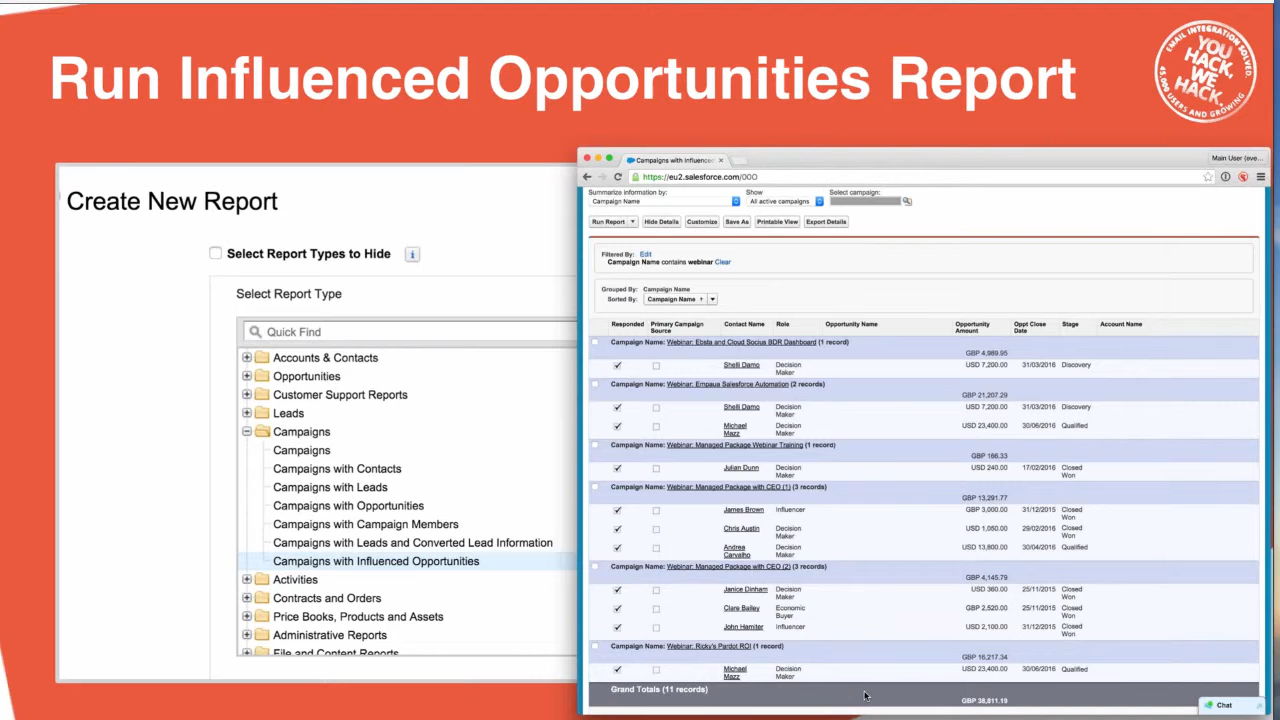 Run Influenced Opportunities Report
EMAIL INTEGRATION SOLVED.
YOU
HACK,
WE
HACK.
45,000 USERS AND GROWING
Create New Report
Select Report Types to Hide
Select Report Type
Quick Find
Accounts & Contacts
Opportunities
Customer Support Reports
Leads
Campaigns
Campaigns
Campaigns with Contacts
Campaigns with Leads
Campaigns with Opportunities
Campaigns with Campaign Members
Campaigns with Leads and Converted Lead Information
Campaigns with Influenced Opportunities
Activities
Contracts and Orders
Price Books, Products and Assets
Administrative Reports
File and Content Reports
Campaigns with Influence
Main User (eve...
https://eu2.salesforce.com/00O
Summarize information by: Show Select campaign:
Campaign Name All active campaigns
Run Report Hide Details Customize Save As Printable View Export Details
Filtered By: Edit
Campaign Name contains webinar Clear
Grouped By: Campaign Name
Sorted By: Campaign Name ↑
Responded Primary Campaign Source Contact Name Role Opportunity Name Opportunity Amount Oppt Close Date Stage Account Name
Campaign Name: Webinar: Ebsta and Cloud Socius BDR Dashboard (1 record)
GBP 4,989.95
Shelli Damo Decision Maker USD 7,200.00 31/03/2016 Discovery
Campaign Name: Webinar: Empaua Salesforce Automation (2 records)
GBP 21,207.29
Shelli Damo Decision Maker USD 7,200.00 31/03/2016 Discovery
Michael Mazz Decision Maker USD 23,400.00 30/06/2016 Qualified
Campaign Name: Webinar: Managed Package Webinar Training (1 record)
GBP 166.33
Julian Dunn Decision Maker USD 240.00 17/02/2016 Closed Won
Campaign Name: Webinar: Managed Package with CEO (1) (3 records)
GBP 13,291.77
James Brown Influencer GBP 3,000.00 31/12/2015 Closed Won
Chris Austin Decision Maker USD 1,050.00 29/02/2016 Closed Won
Andrea Carvalho Decision Maker USD 13,800.00 30/04/2016 Qualified
Campaign Name: Webinar: Managed Package with CEO (2) (3 records)
GBP 4,145.79
Janice Dinham Decision Maker USD 360.00 25/11/2015 Closed Won
Clare Bailey Economic Buyer GBP 2,520.00 25/11/2015 Closed Won
John Hamiter Influencer USD 2,100.00 31/12/2015 Closed Won
Campaign Name: Webinar: Ricky's Pardot ROI (1 record)
GBP 16,217.34
Michael Mazz Decision Maker USD 23,400.00 30/06/2016 Qualified
Grand Totals (11 records)
GBP 38,811.19
Chat